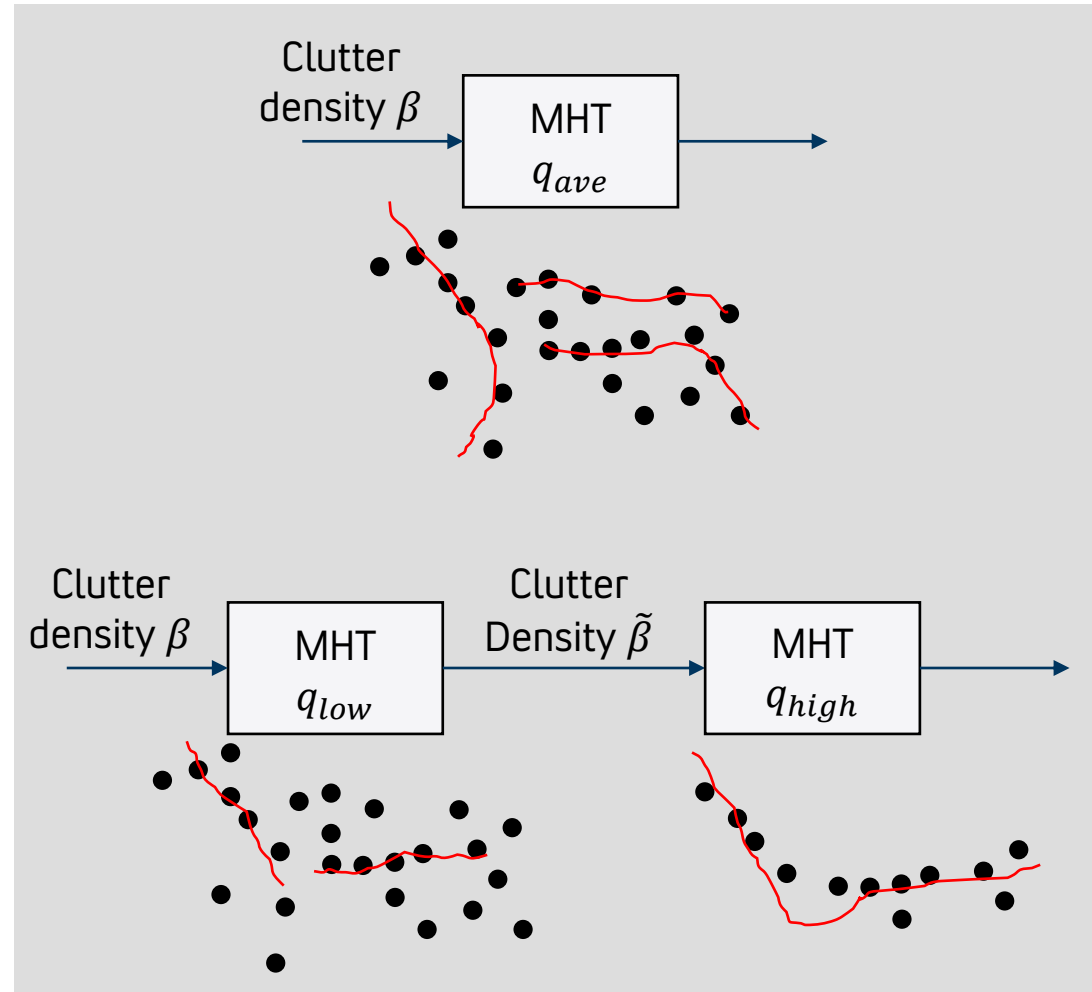 Clutter
density β
MHT
q_ave
Clutter
density β
MHT
q_low
Clutter
Density β̃
MHT
q_high